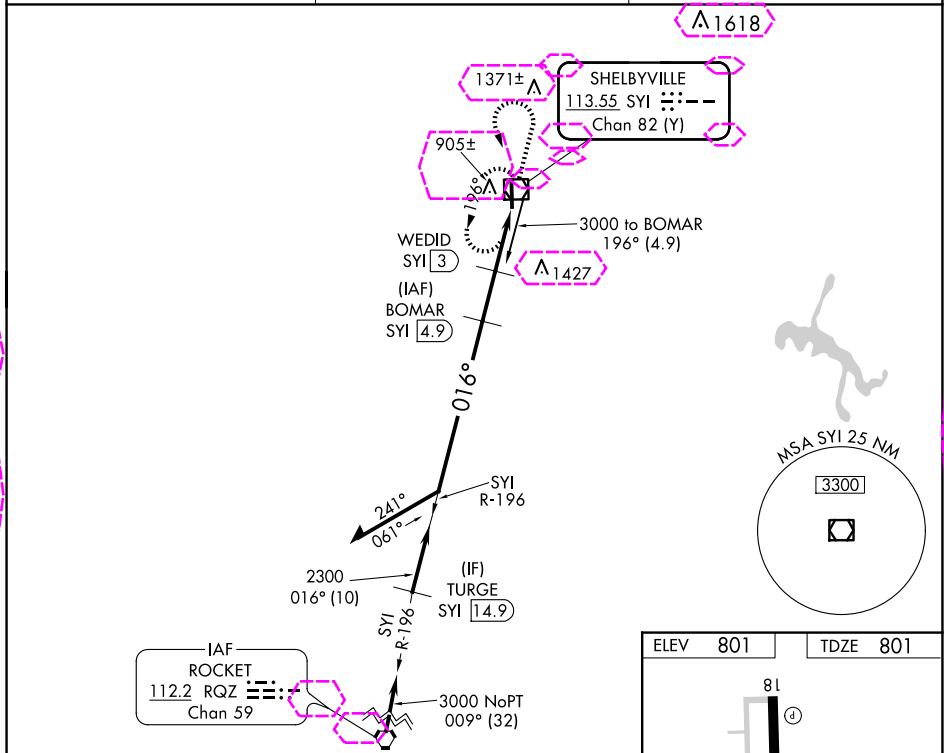 1618
1371±
SHELBYVILLE
113.55 SYI
Chan 82 (Y)
905±
196°
3000 to BOMAR
196° (4.9)
WEDID
SYI 3
1427
(IAF)
BOMAR
SYI 4.9
016°
MSA SYI 25 NM
3300
SYI
R-196
241°
061°
2300
016° (10)
(IF)
TURGE
SYI 14.9
SYI
R-196
IAF
ROCKET
112.2 RQZ
Chan 59
3000 NoPT
009° (32)
ELEV 801
TDZE 801
18
P